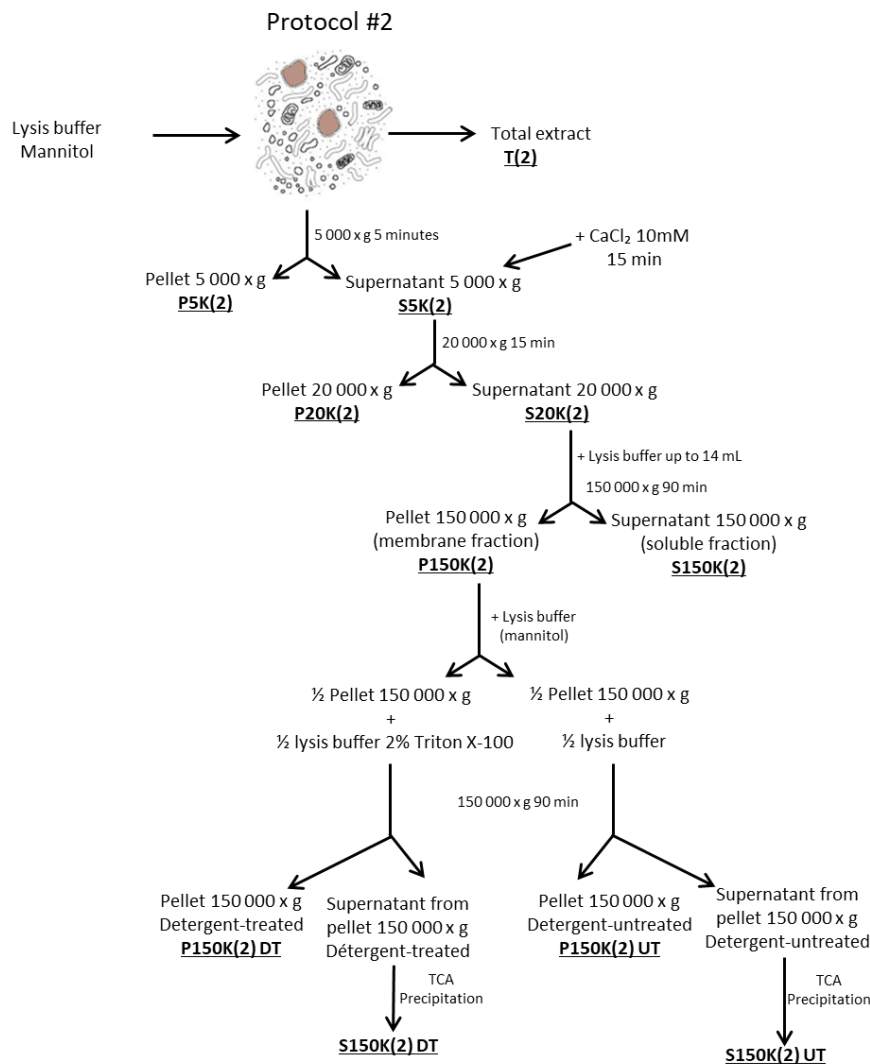 Protocol #2
Lysis buffer
Mannitol
Total extract
T(2)
5 000 x g 5 minutes
+ CaCl₂ 10mM
15 min
Pellet 5 000 x g
P5K(2)
Supernatant 5 000 x g
S5K(2)
20 000 x g 15 min
Pellet 20 000 x g
P20K(2)
Supernatant 20 000 x g
S20K(2)
+ Lysis buffer up to 14 mL
150 000 x g 90 min
Pellet 150 000 x g
(membrane fraction)
P150K(2)
Supernatant 150 000 x g
(soluble fraction)
S150K(2)
+ Lysis buffer
(mannitol)
½ Pellet 150 000 x g
+
½ lysis buffer 2% Triton X-100
½ Pellet 150 000 x g
+
½ lysis buffer
150 000 x g 90 min
Pellet 150 000 x g
Detergent-treated
P150K(2) DT
Supernatant from
pellet 150 000 x g
Détergent-treated
Pellet 150 000 x g
Detergent-untreated
P150K(2) UT
Supernatant from
pellet 150 000 x g
Detergent-untreated
TCA
Precipitation
TCA
Precipitation
S150K(2) DT
S150K(2) UT